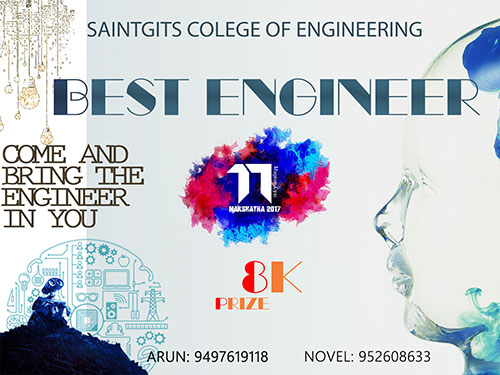 SAINTGITS COLEGE OF ENGINEERING
BEST ENGINEER
COME AND
BRING THE
ENGINEER
IN YOU
NAKSHATRA 2017
8K
PRIZE
ARUN: 9497619118 NOVEL: 952608633